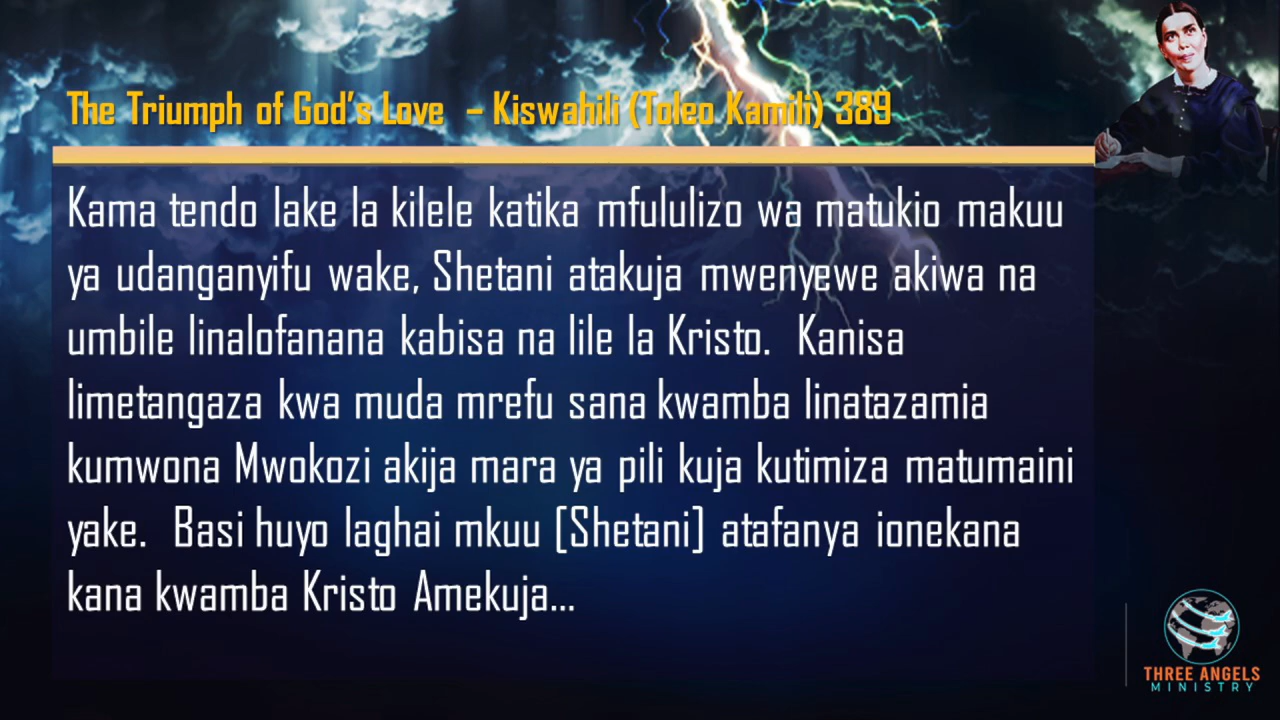 The Triumph of God's Love – Kiswahili (Toleo Kamili) 389
Kama tendo lake la kilele katika mfululizo wa matukio makuu
ya udanganyifu wake, Shetani atakuja mwenyewe akiwa na
umbile linalofanana kabisa na lile la Kristo. Kanisa
limetangaza kwa muda mrefu sana kwamba linatazamia
kumwona Mwokozi akija mara ya pili kuja kutimiza matumaini
yake. Basi huyo laghai mkuu [Shetani] atafanya ionekana
kana kwamba Kristo Amekuja...
THREE ANGELS
MINISTRY